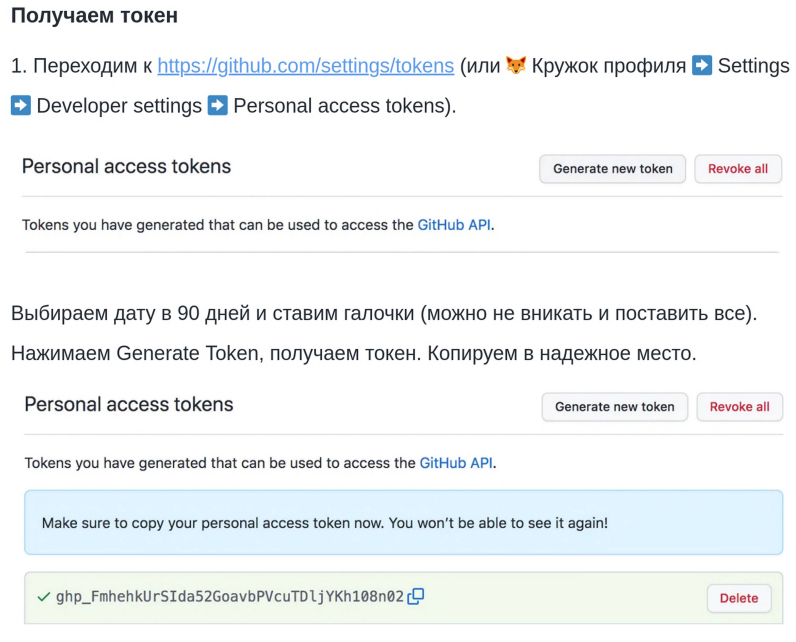 Получаем токен
1. Переходим к https://github.com/settings/tokens (или 🦊 Кружок профиля ➡️ Settings
➡️ Developer settings ➡️ Personal access tokens).
Personal access tokens Generate new token Revoke all
Tokens you have generated that can be used to access the GitHub API.
Выбираем дату в 90 дней и ставим галочки (можно не вникать и поставить все).
Нажимаем Generate Token, получаем токен. Копируем в надежное место.
Personal access tokens Generate new token Revoke all
Tokens you have generated that can be used to access the GitHub API.
Make sure to copy your personal access token now. You won’t be able to see it again!
✓ 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 Delete